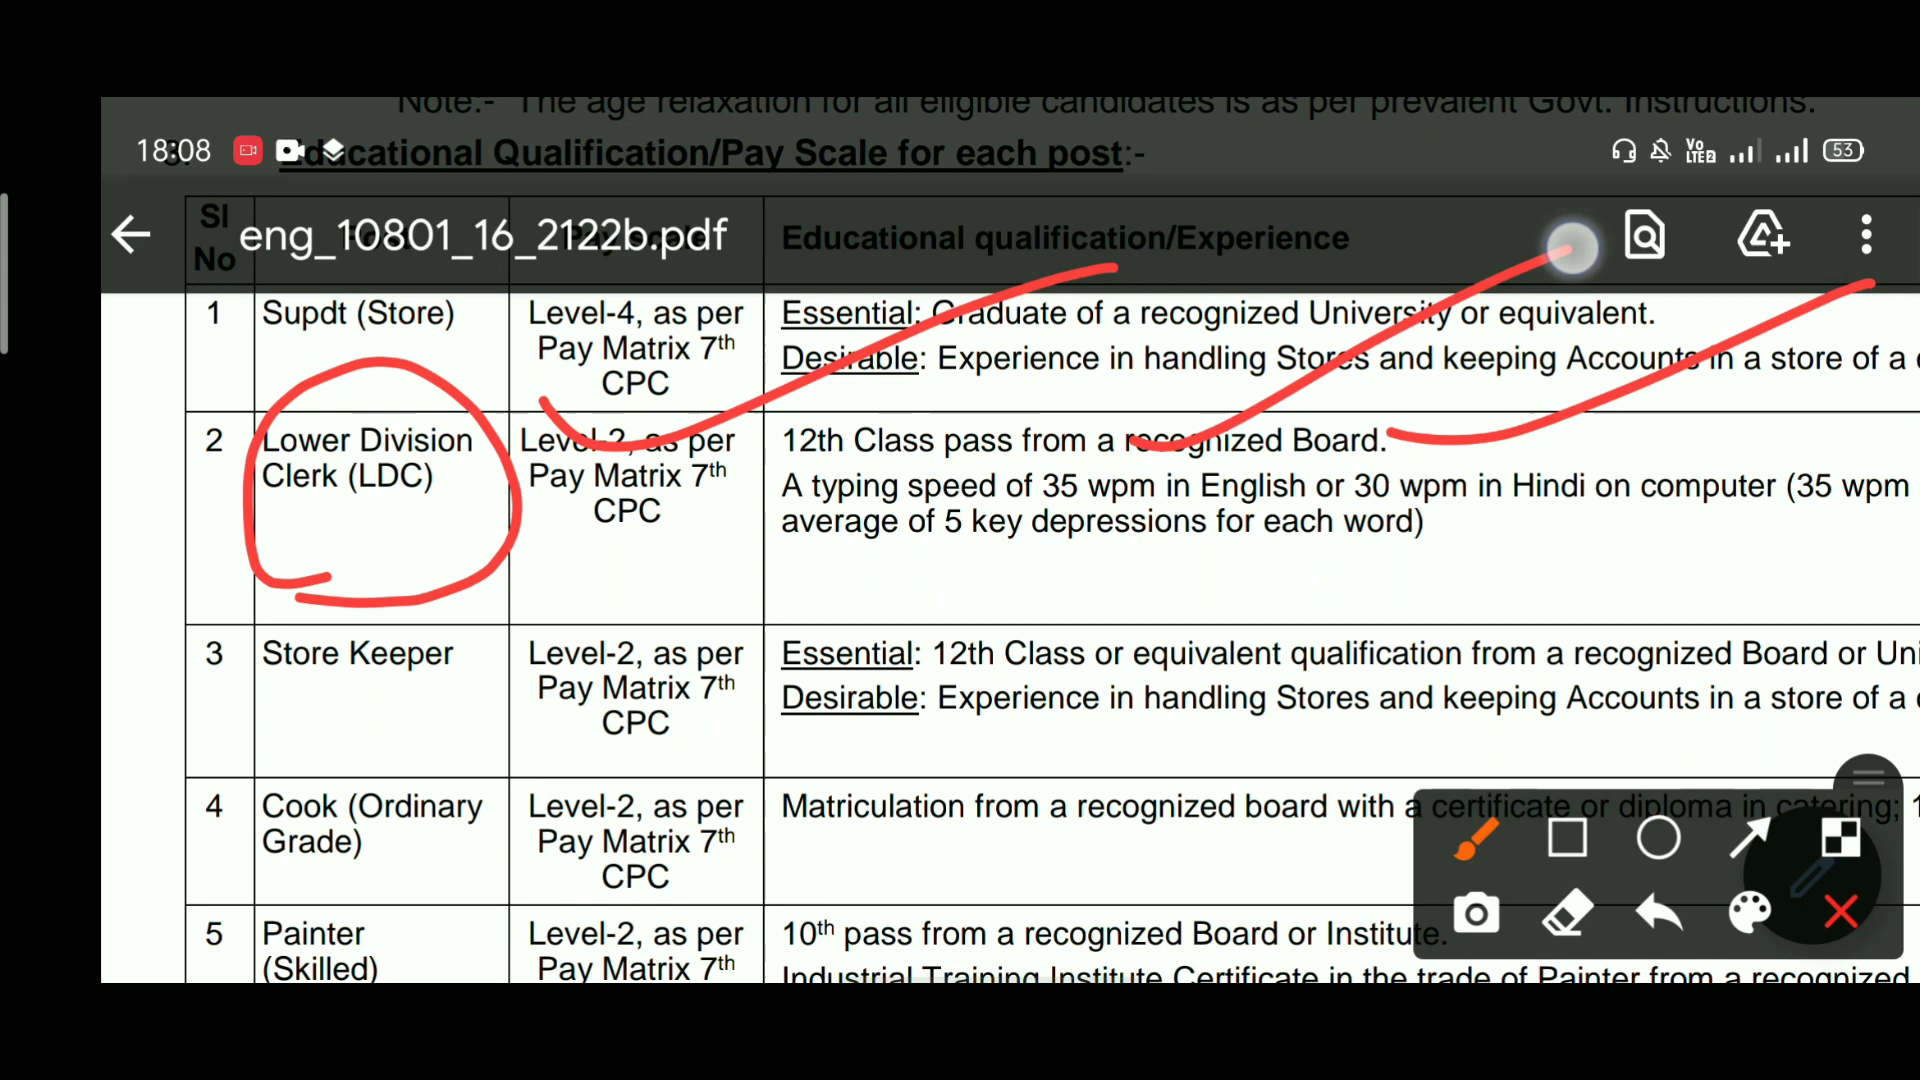 Note:- The age relaxation for all eligible candidates is as per prevalent Govt. Instructions.
18:08
Educational Qualification/Pay Scale for each post:-
Vo LTE2
53
eng_10801_16_2122b.pdf
Sl No
Educational qualification/Experience
1
Supdt (Store)
Level-4, as per
Pay Matrix 7th
CPC
Essential: Graduate of a recognized University or equivalent.
Desirable: Experience in handling Stores and keeping Accounts in a store of a
2
Lower Division
Clerk (LDC)
Level-2, as per
Pay Matrix 7th
CPC
12th Class pass from a recognized Board.
A typing speed of 35 wpm in English or 30 wpm in Hindi on computer (35 wpm
average of 5 key depressions for each word)
3
Store Keeper
Level-2, as per
Pay Matrix 7th
CPC
Essential: 12th Class or equivalent qualification from a recognized Board or Uni
Desirable: Experience in handling Stores and keeping Accounts in a store of a
4
Cook (Ordinary
Grade)
Level-2, as per
Pay Matrix 7th
CPC
Matriculation from a recognized board with a certificate or diploma in catering; 1
5
Painter
(Skilled)
Level-2, as per
Pay Matrix 7th
10th pass from a recognized Board or Institute.
Industrial Training Institute Certificate in the trade of Painter from a recognized